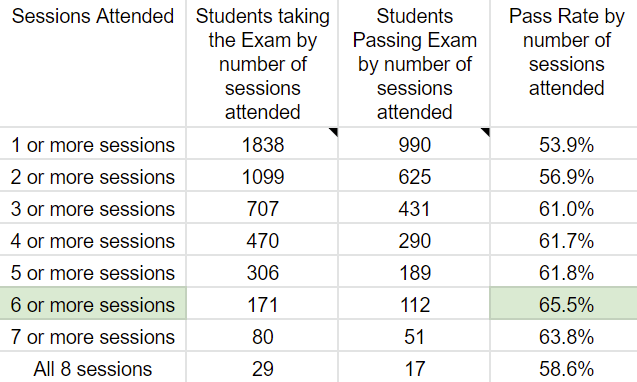 Sessions Attended Students taking the Exam by number of sessions attended Students Passing Exam by number of sessions attended Pass Rate by number of sessions attended
1 or more sessions 1838 990 53.9%
2 or more sessions 1099 625 56.9%
3 or more sessions 707 431 61.0%
4 or more sessions 470 290 61.7%
5 or more sessions 306 189 61.8%
6 or more sessions 171 112 65.5%
7 or more sessions 80 51 63.8%
All 8 sessions 29 17 58.6%